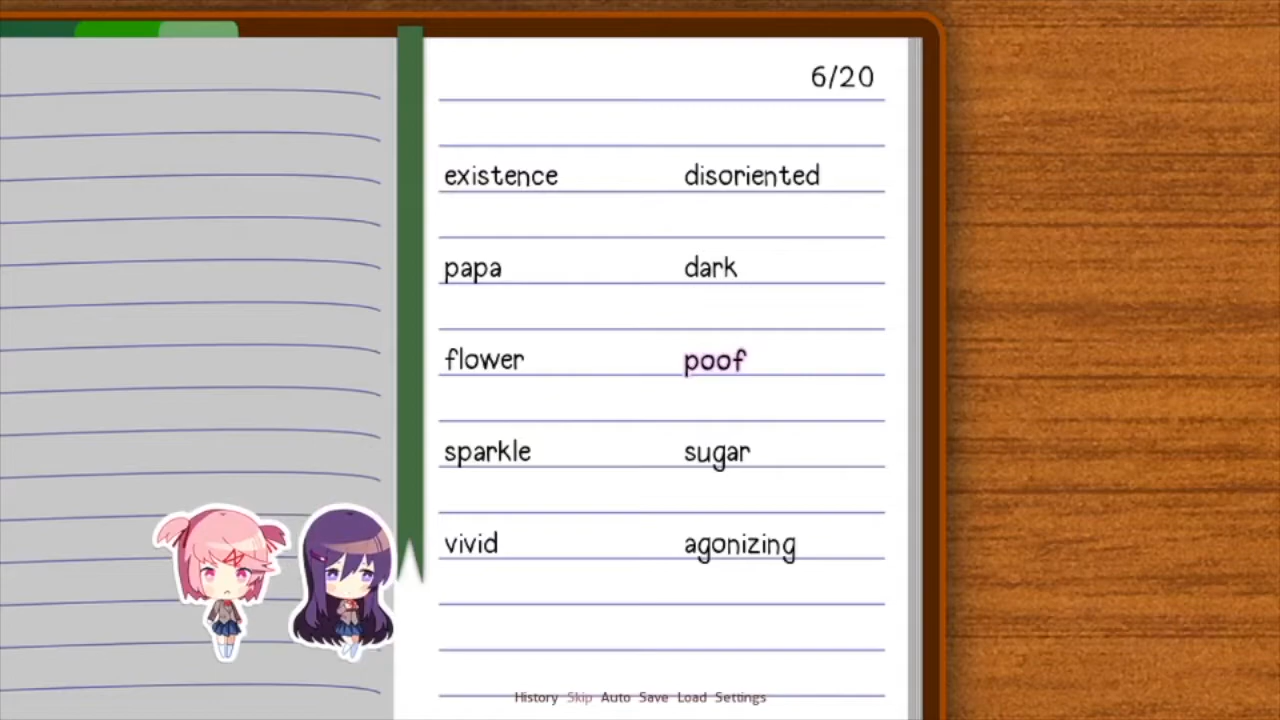 6/20
existence disoriented
papa dark
flower poof
sparkle sugar
vivid agonizing
History Skip Auto Save Load Settings